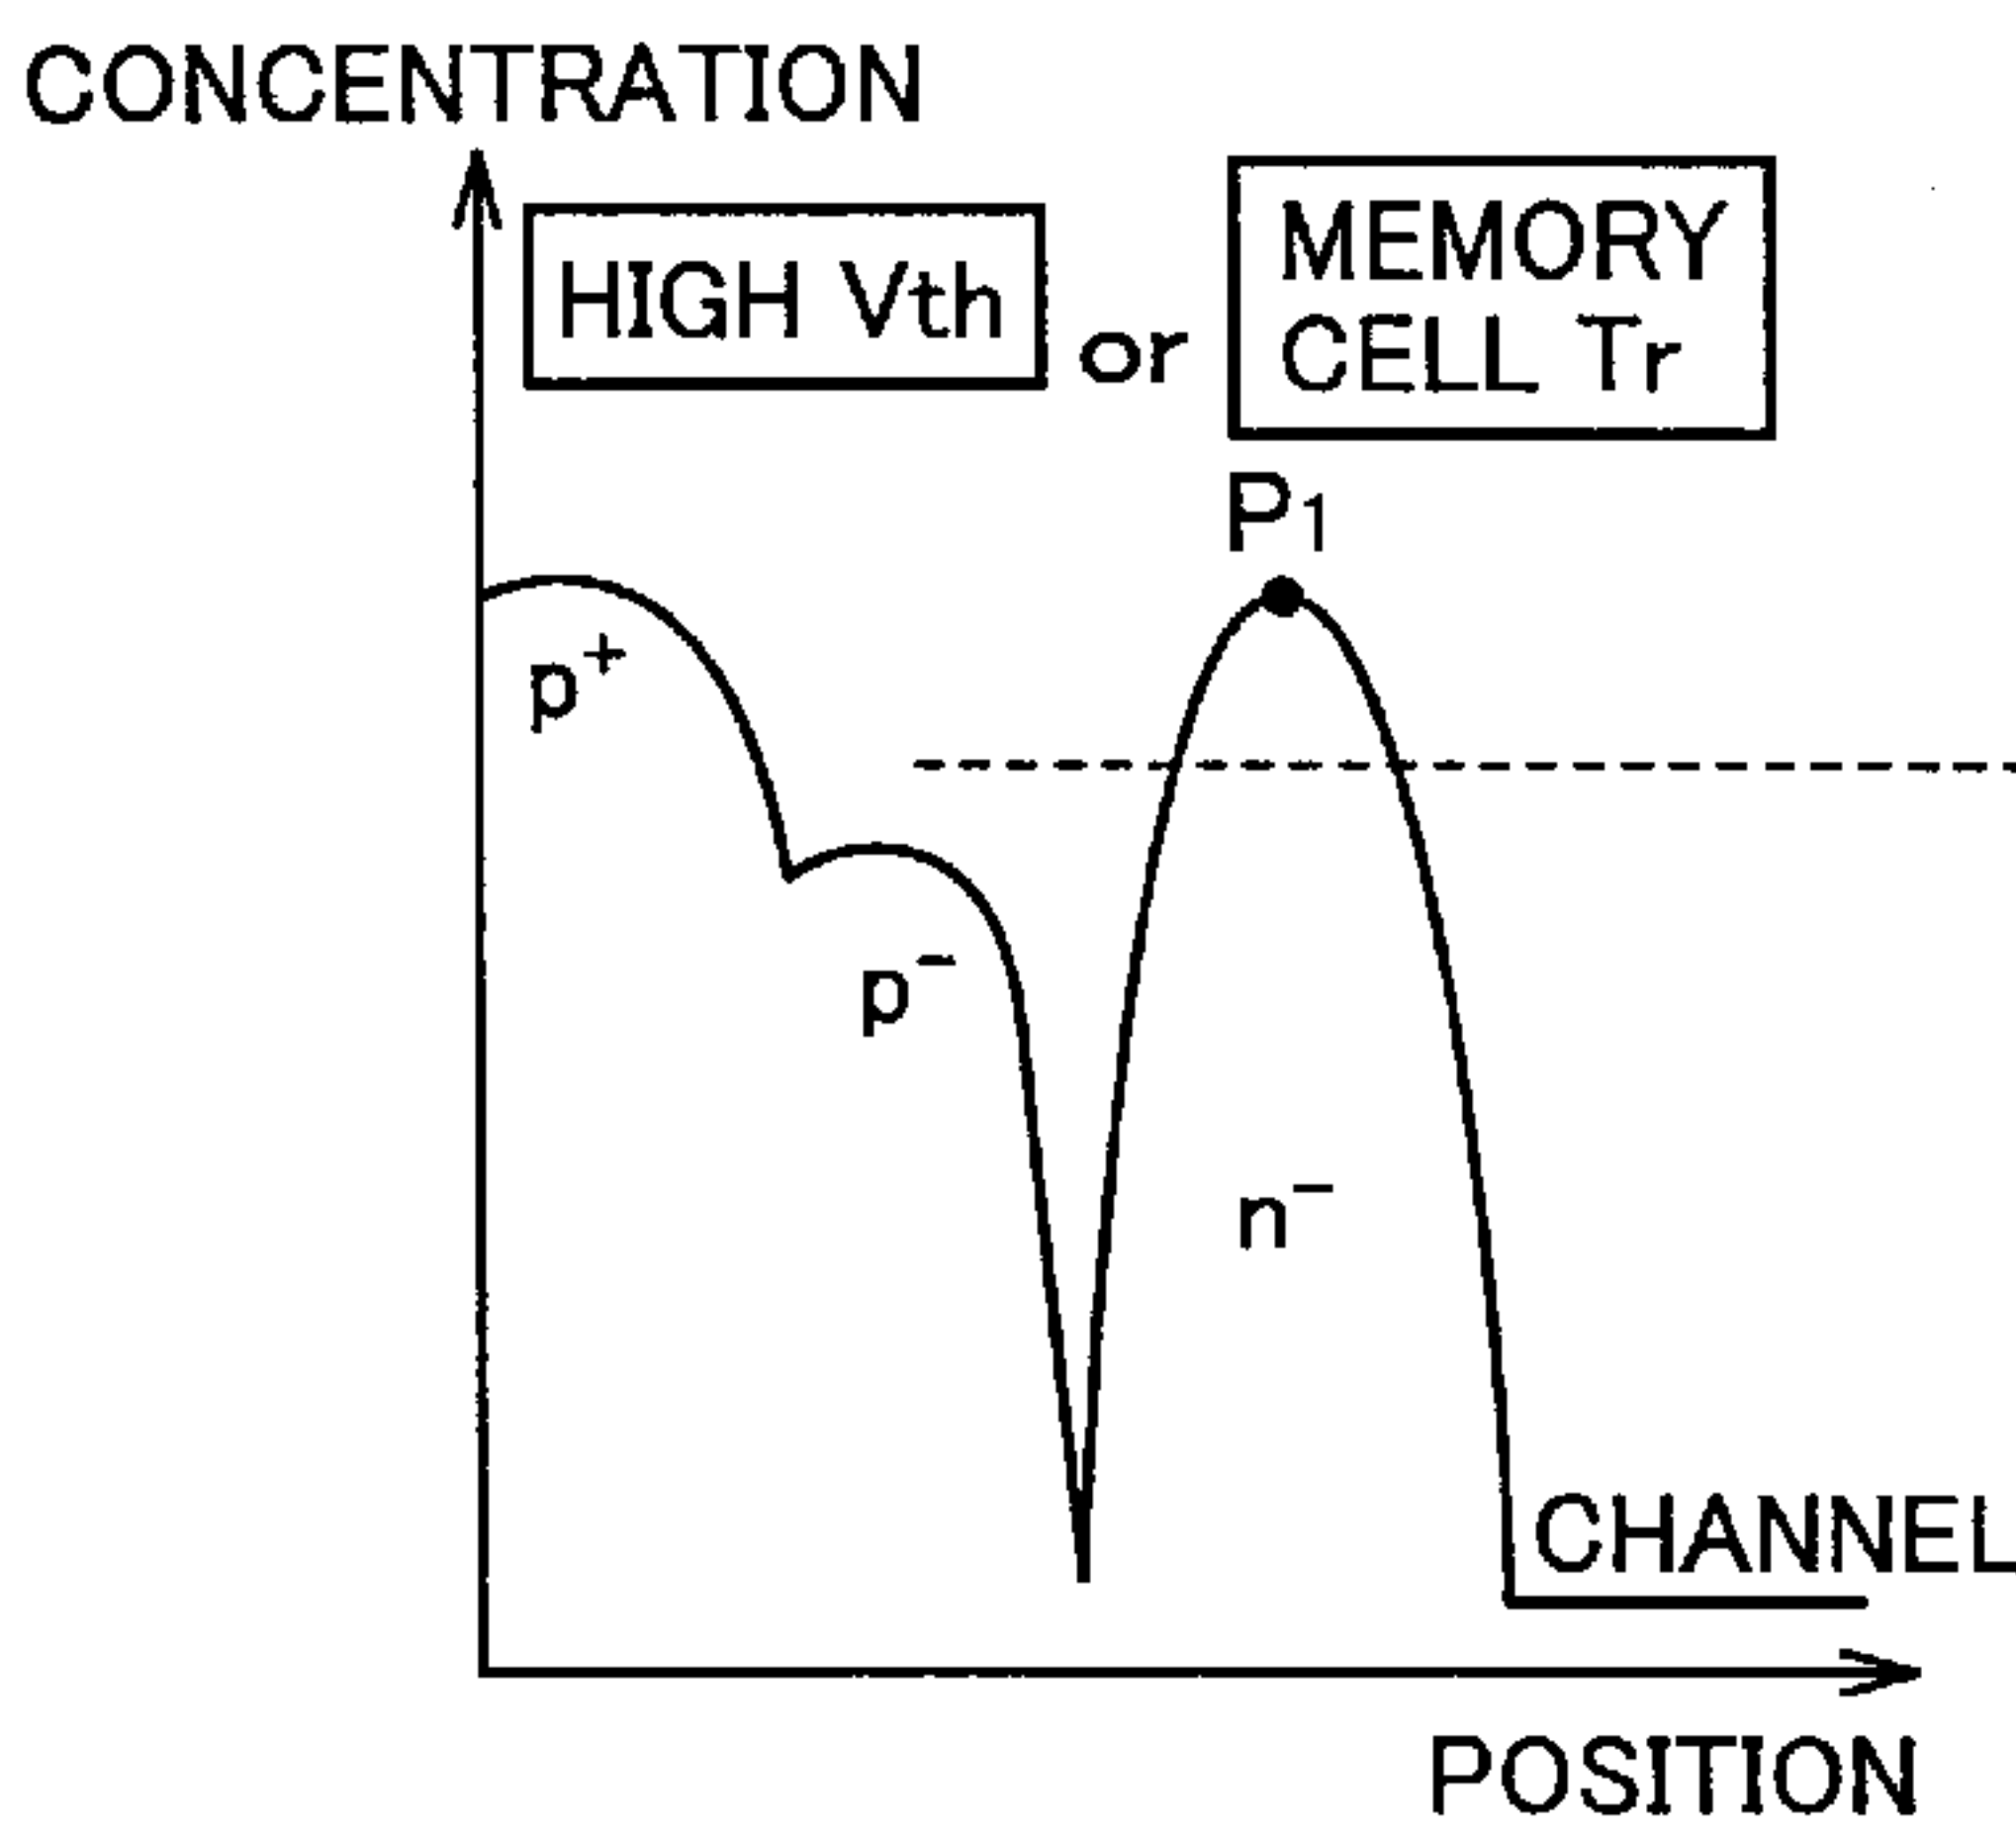 CONCENTRATION
HIGH Vth
or
MEMORY
CELL Tr
P1
p+
p−
n−
CHANNEL
POSITION